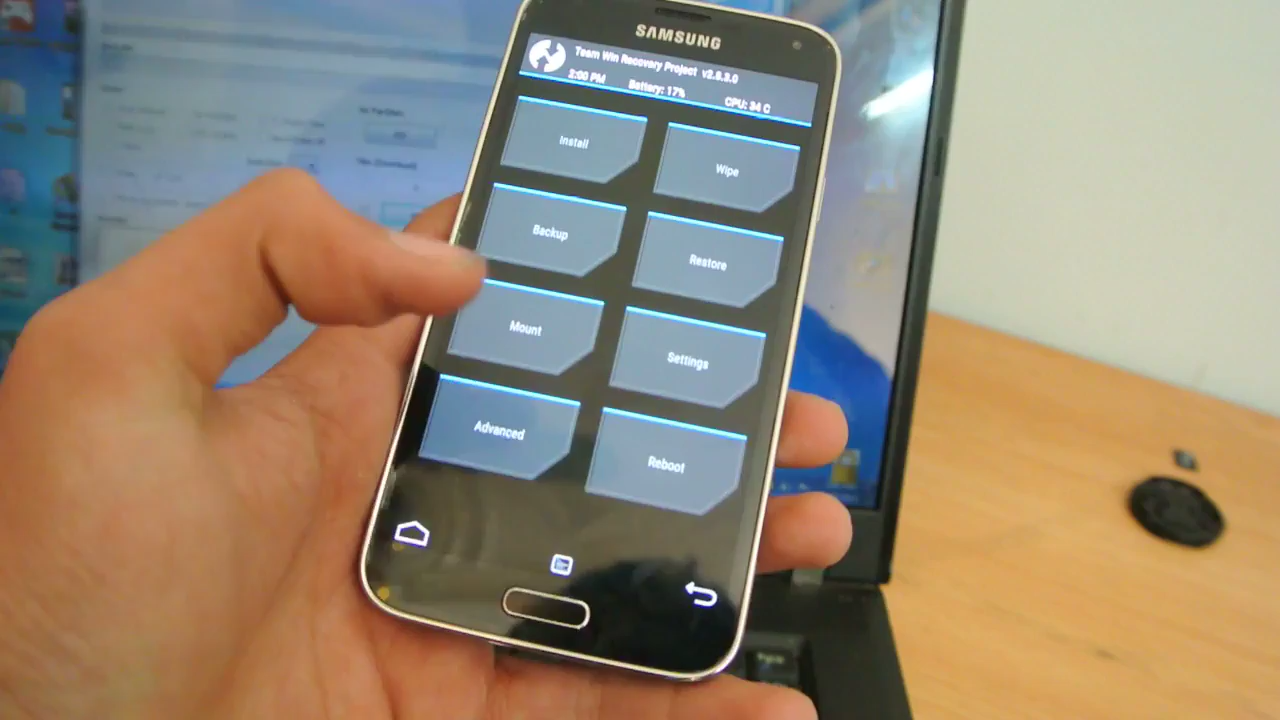 SAMSUNG
Team Win Recovery Project v2.8.3.0
2:00 PM Battery: 17% CPU: 34 C
Install
Wipe
Backup
Restore
Mount
Settings
Advanced
Reboot